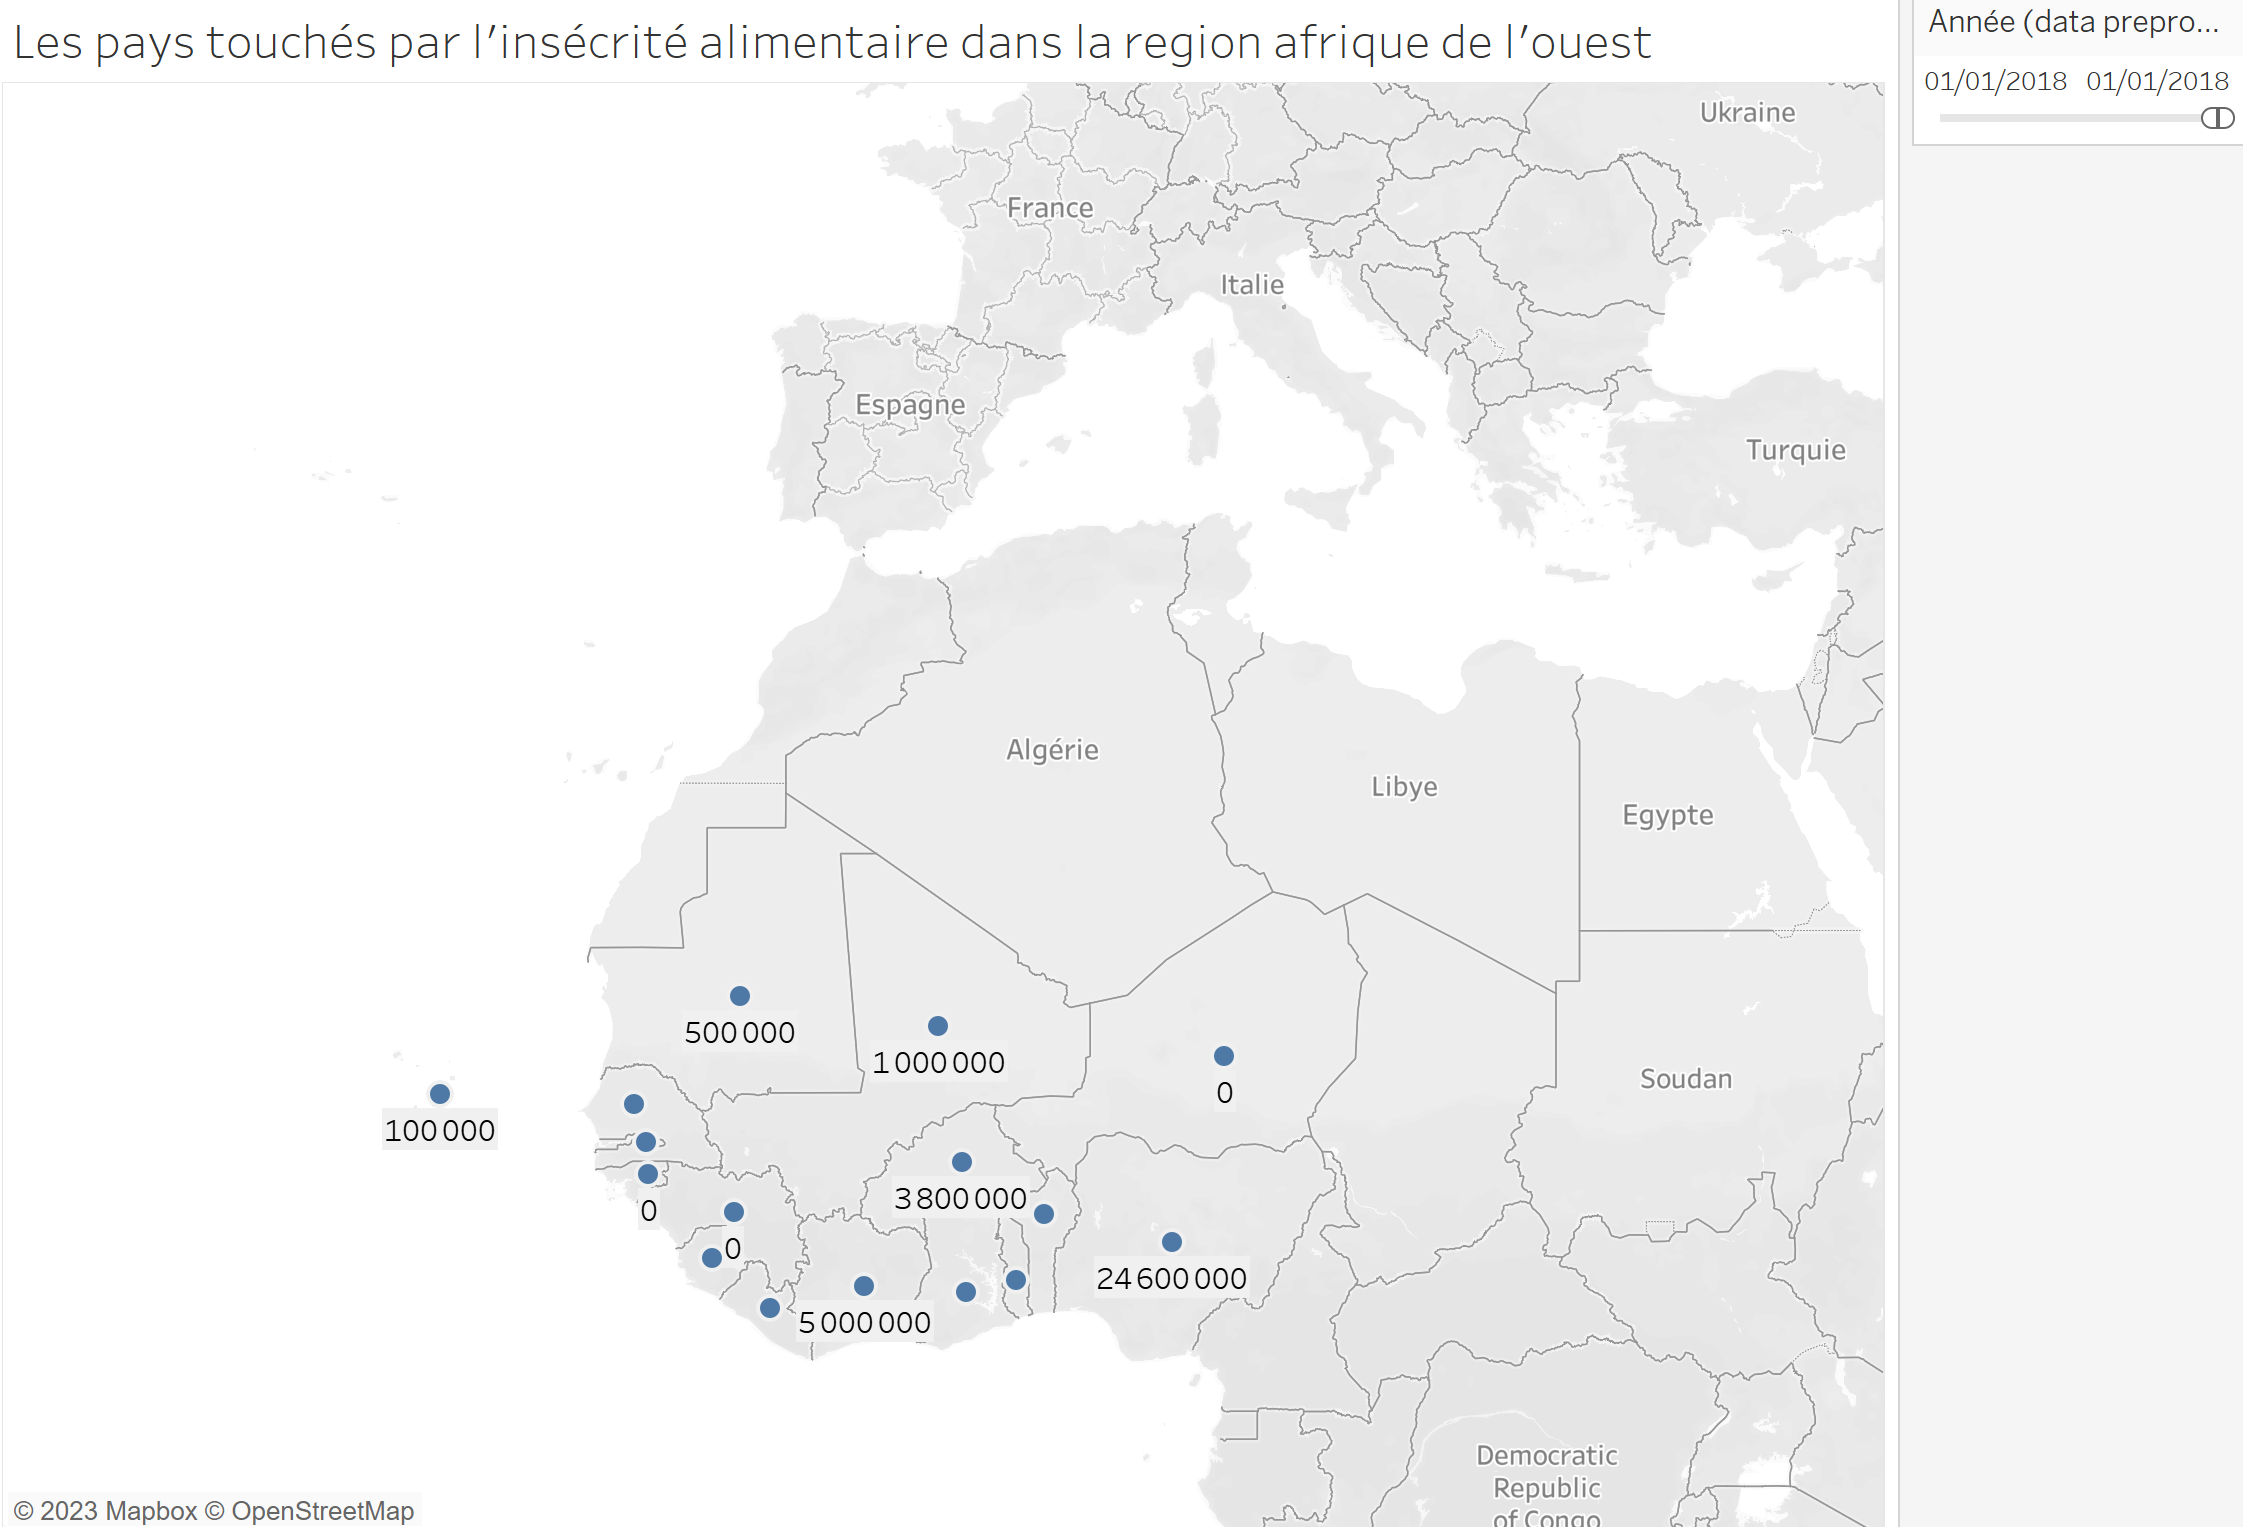 Les pays touchés par l'insécrité alimentaire dans la region afrique de l'ouest
Année (data prepro...
01/01/2018 01/01/2018
Ukraine
France
Italie
Espagne
Turquie
Algérie
Libye
Egypte
500 000
1 000 000
0
Soudan
100 000
3 800 000
0
0
24 600 000
5 000 000
Democratic
Republic
of Congo
© 2023 Mapbox © OpenStreetMap